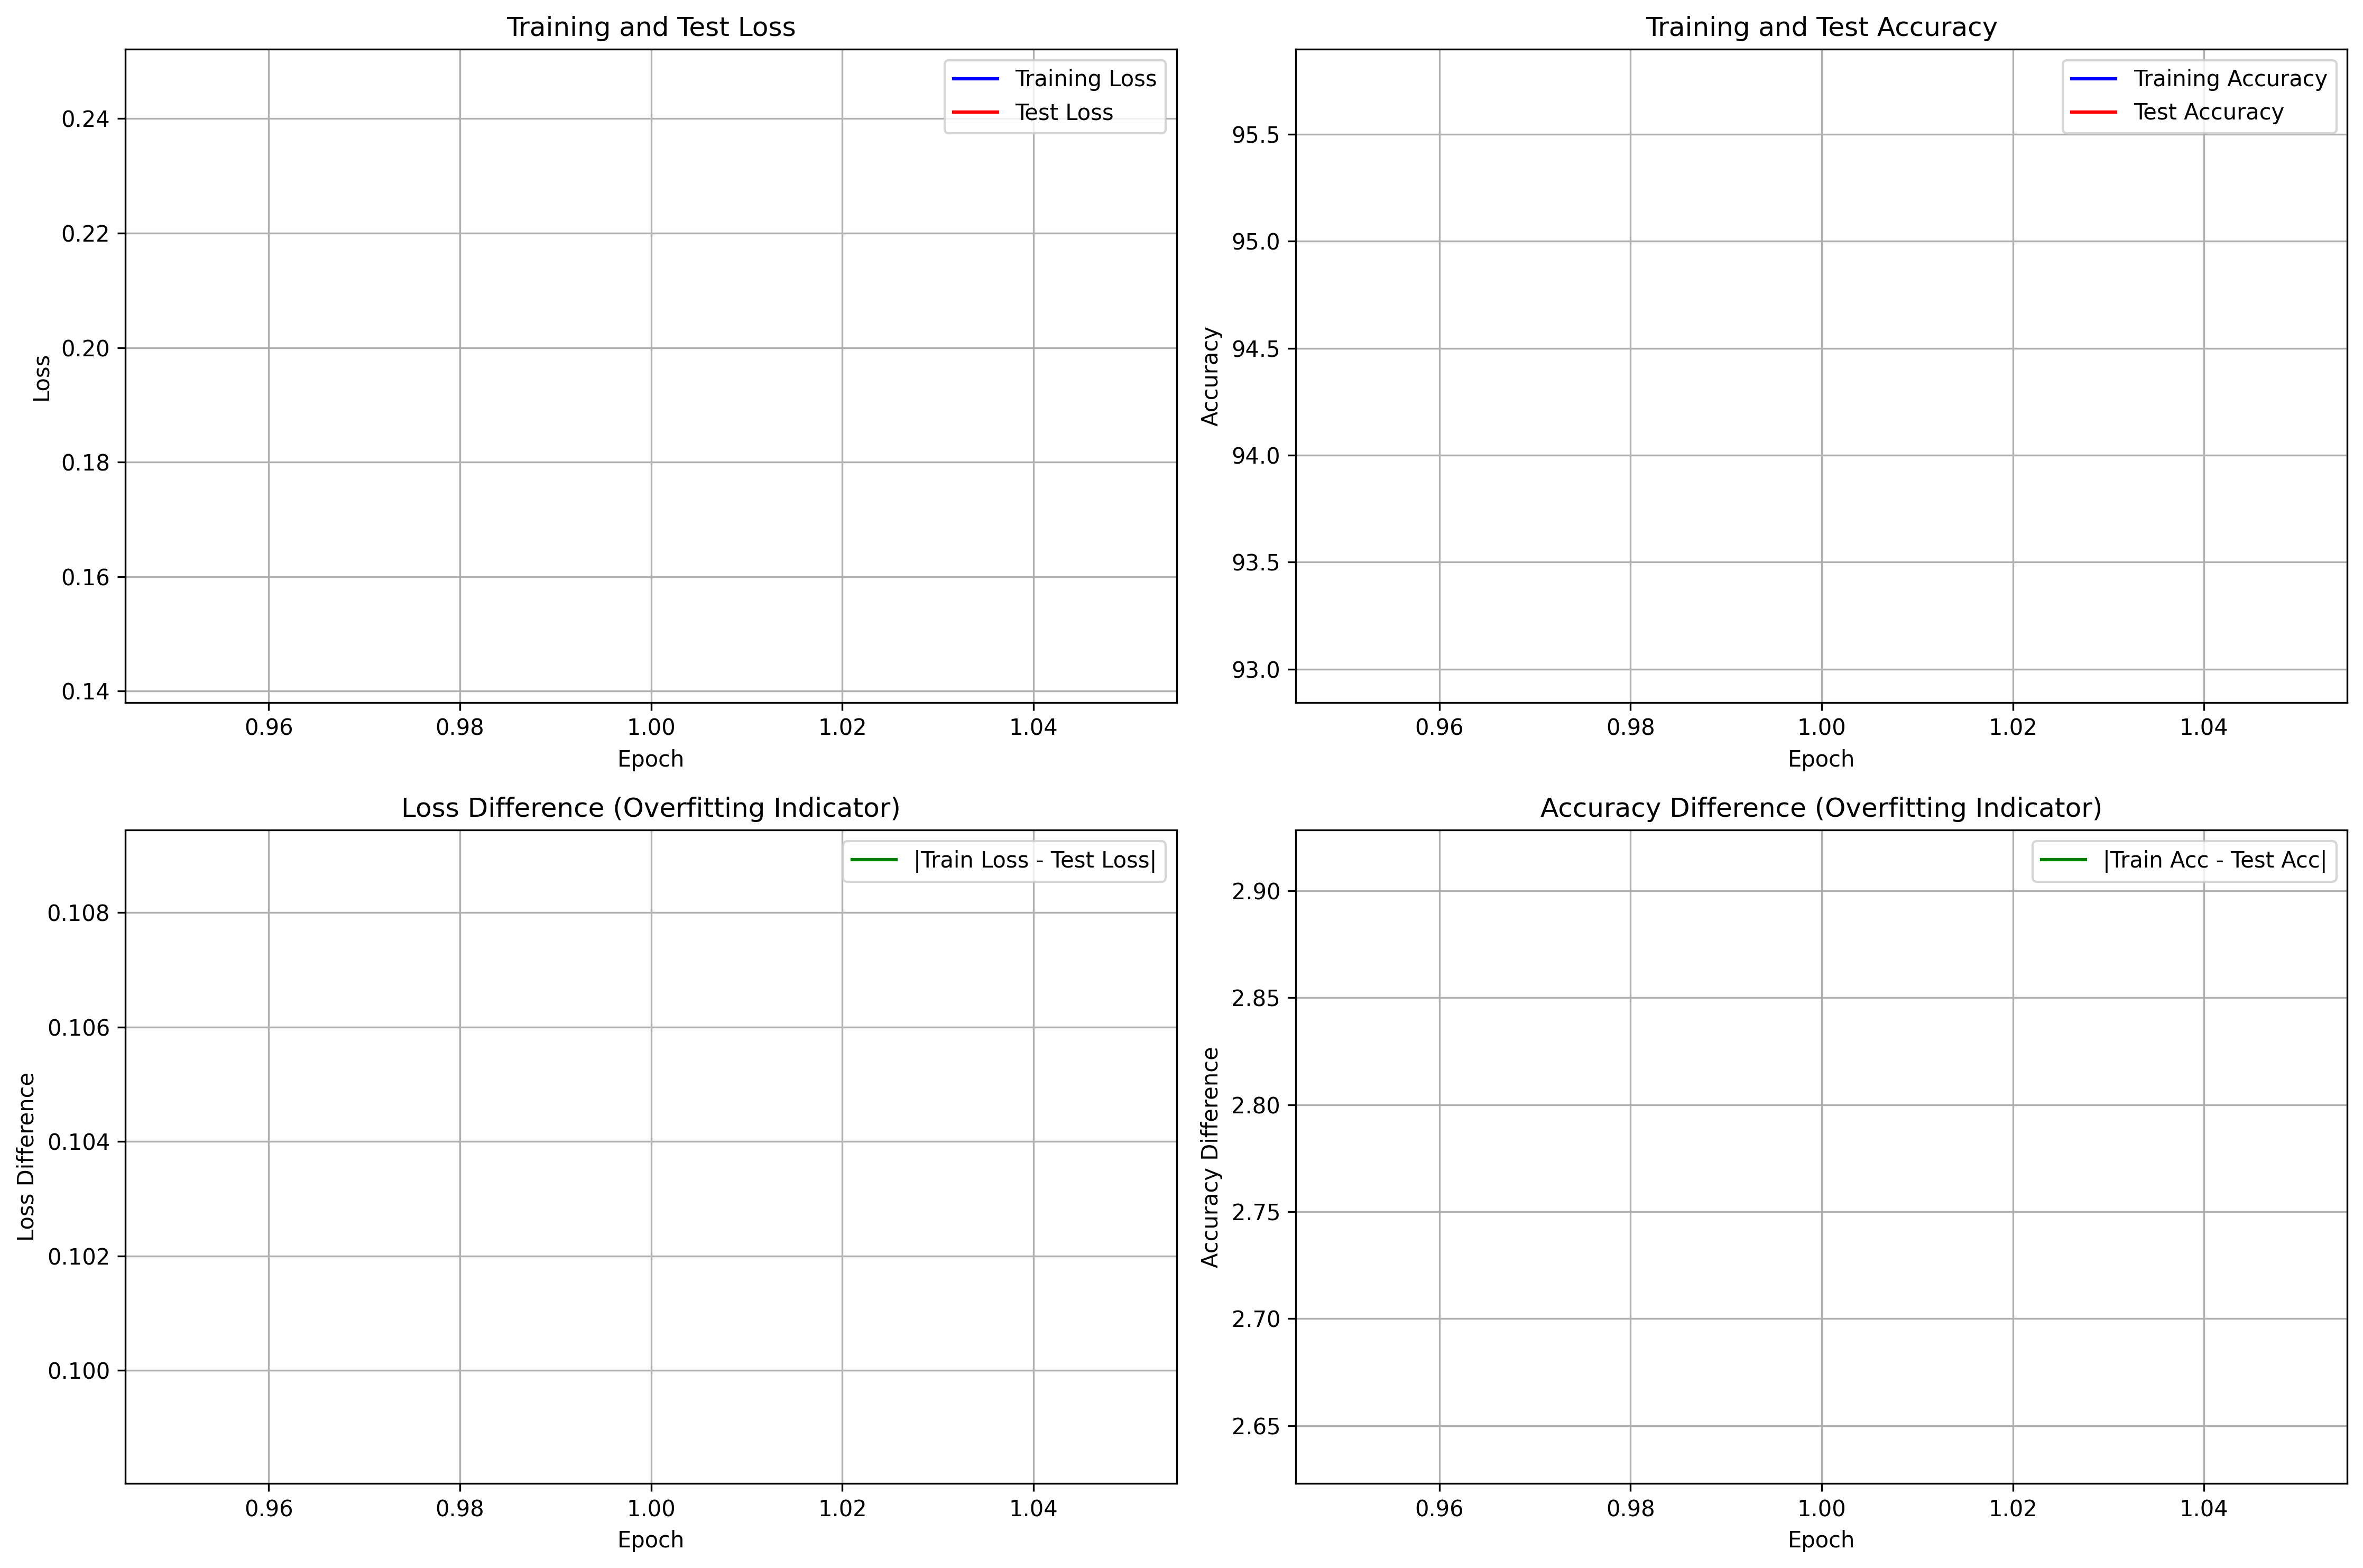 Training and Test Loss
Training Loss
Test Loss
0.24
0.22
0.20
0.18
0.16
0.14
Loss
0.96 0.98 1.00 1.02 1.04
Epoch
Training and Test Accuracy
Training Accuracy
Test Accuracy
95.5
95.0
94.5
94.0
93.5
93.0
Accuracy
0.96 0.98 1.00 1.02 1.04
Epoch
Loss Difference (Overfitting Indicator)
|Train Loss - Test Loss|
0.108
0.106
0.104
0.102
0.100
Loss Difference
0.96 0.98 1.00 1.02 1.04
Epoch
Accuracy Difference (Overfitting Indicator)
|Train Acc - Test Acc|
2.90
2.85
2.80
2.75
2.70
2.65
Accuracy Difference
0.96 0.98 1.00 1.02 1.04
Epoch